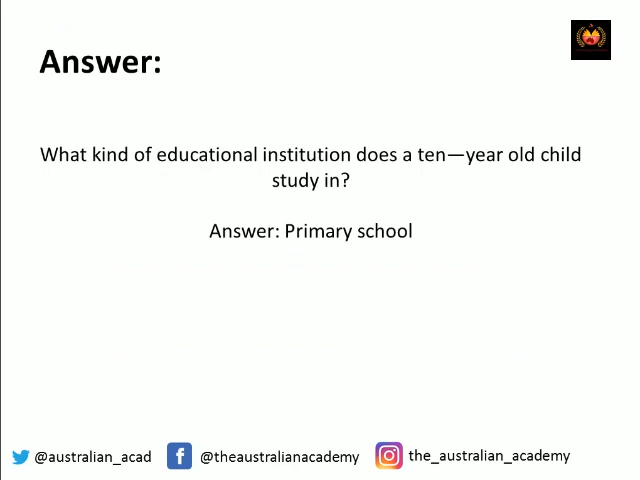 Answer:
What kind of educational institution does a ten—year old child
study in?
Answer: Primary school
@australian_acad
@theaustralianacademy
the_australian_academy